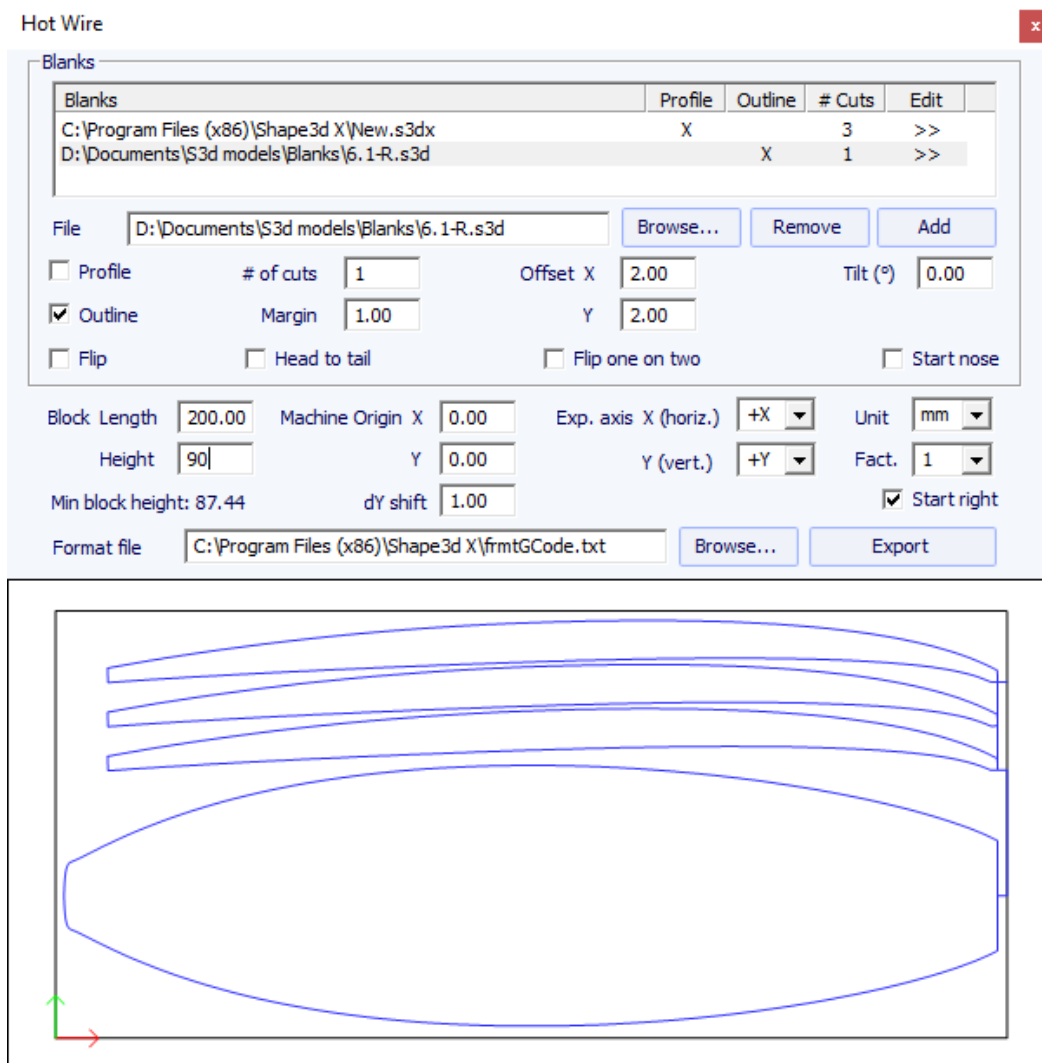 Hot Wire x
Blanks
Blanks Profile Outline # Cuts Edit
C:\Program Files (x86)\Shape3d X\New.s3dx X 3 >>
D:\Documents\S3d models\Blanks\6.1-R.s3d X 1 >>
File D:\Documents\S3d models\Blanks\6.1-R.s3d Browse... Remove Add
Profile # of cuts 1 Offset X 2.00 Tilt (°) 0.00
Outline Margin 1.00 Y 2.00
Flip Head to tail Flip one on two Start nose
Block Length 200.00 Machine Origin X 0.00 Exp. axis X (horiz.) +X Unit mm
Height 90 Y 0.00 Y (vert.) +Y Fact. 1
Min block height: 87.44 dY shift 1.00 Start right
Format file C:\Program Files (x86)\Shape3d X\frmtGCode.txt Browse... Export